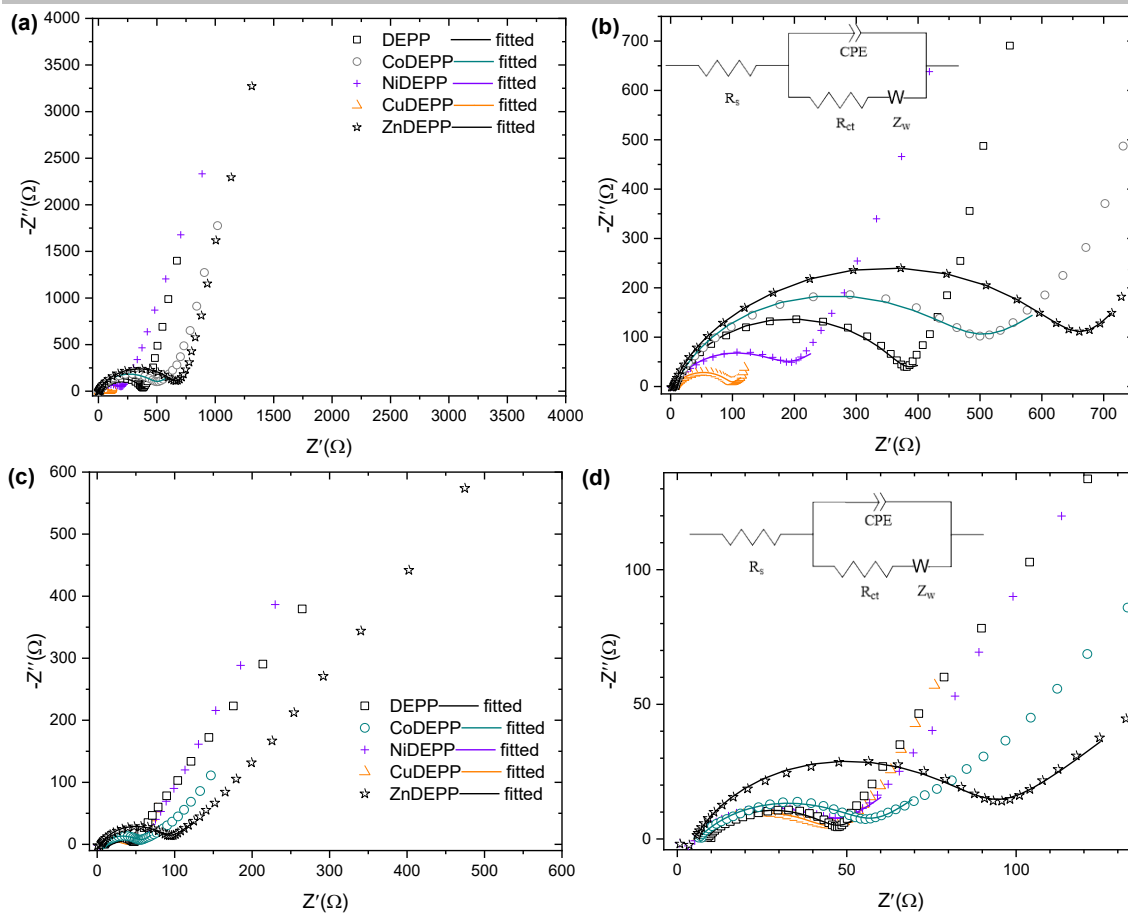 (a)
4000
3500
3000
2500
2000
1500
1000
500
0
-Z″(Ω)
0 500 1000 1500 2000 2500 3000 3500 4000
Z′(Ω)
DEPP fitted
CoDEPP fitted
NiDEPP fitted
CuDEPP fitted
ZnDEPP fitted
(b)
700
600
500
400
300
200
100
0
-Z″(Ω)
0 100 200 300 400 500 600 700
Z′(Ω)
CPE
Rs
Rct
Zw
(c)
600
500
400
300
200
100
0
-Z″(Ω)
0 100 200 300 400 500 600
Z′(Ω)
DEPP fitted
CoDEPP fitted
NiDEPP fitted
CuDEPP fitted
ZnDEPP fitted
(d)
100
50
0
-Z″(Ω)
0 50 100
Z′(Ω)
CPE
Rs
Rct
Zw